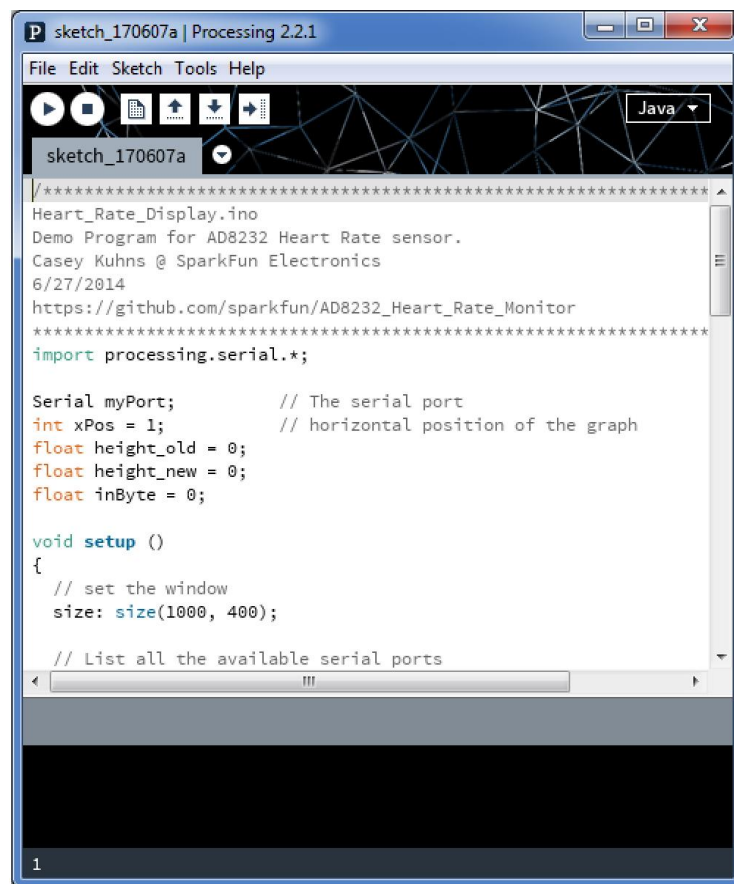 P sketch_170607a | Processing 2.2.1
File Edit Sketch Tools Help
Java
sketch_170607a
/****************************************************************
Heart_Rate_Display.ino
Demo Program for AD8232 Heart Rate sensor.
Casey Kuhns @ SparkFun Electronics
6/27/2014
https://github.com/sparkfun/AD8232_Heart_Rate_Monitor
*****************************************************************
import processing.serial.*;
Serial myPort;          // The serial port
int xPos = 1;           // horizontal position of the graph
float height_old = 0;
float height_new = 0;
float inByte = 0;
void setup ()
{
  // set the window
  size: size(1000, 400);
  // List all the available serial ports
1